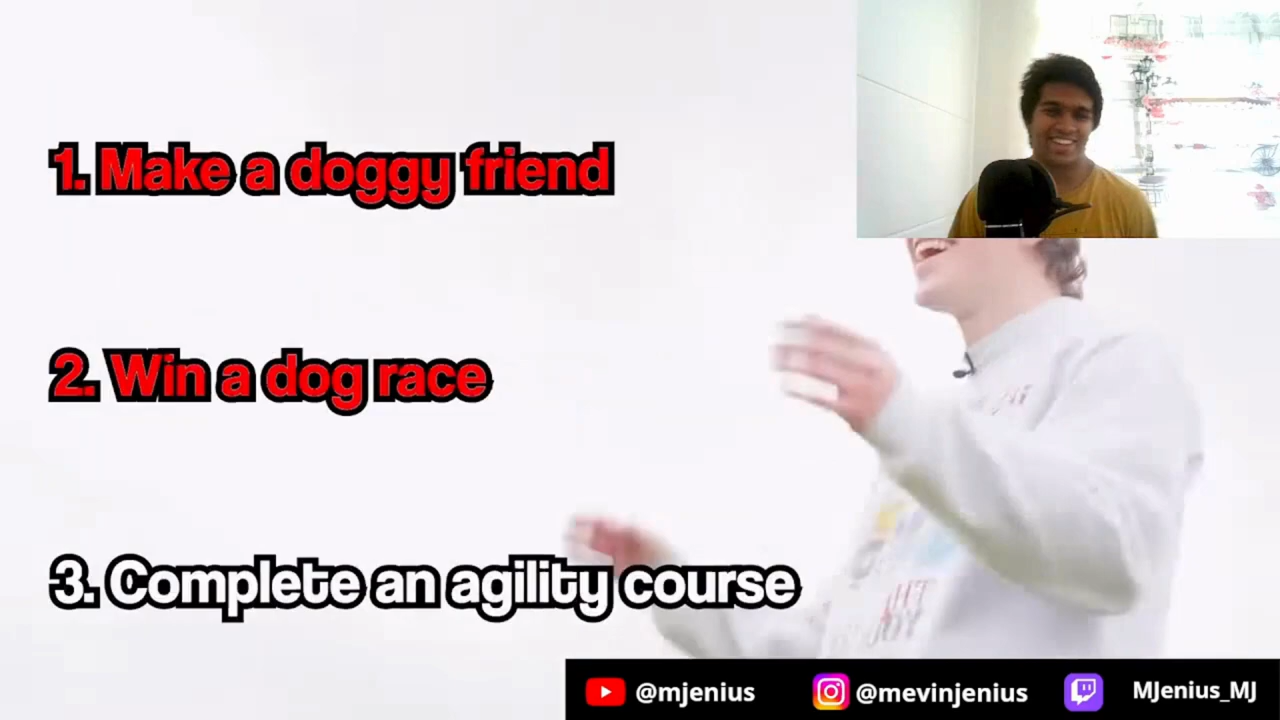 1. Make a doggy friend
2. Win a dog race
3. Complete an agility course
@mjenius @mevinjenius MJenius_MJ